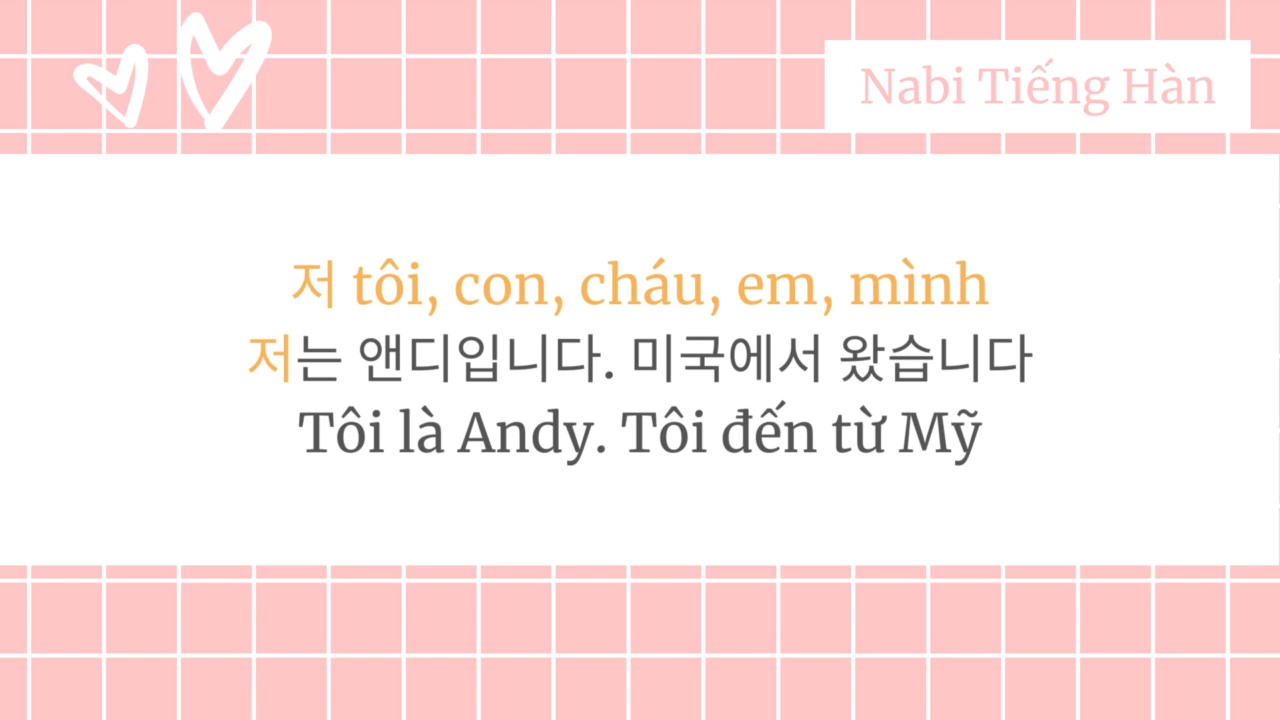 Nabi Tiếng Hàn
저 tôi, con, cháu, em, mình
저는 앤디입니다. 미국에서 왔습니다
Tôi là Andy. Tôi đến từ Mỹ